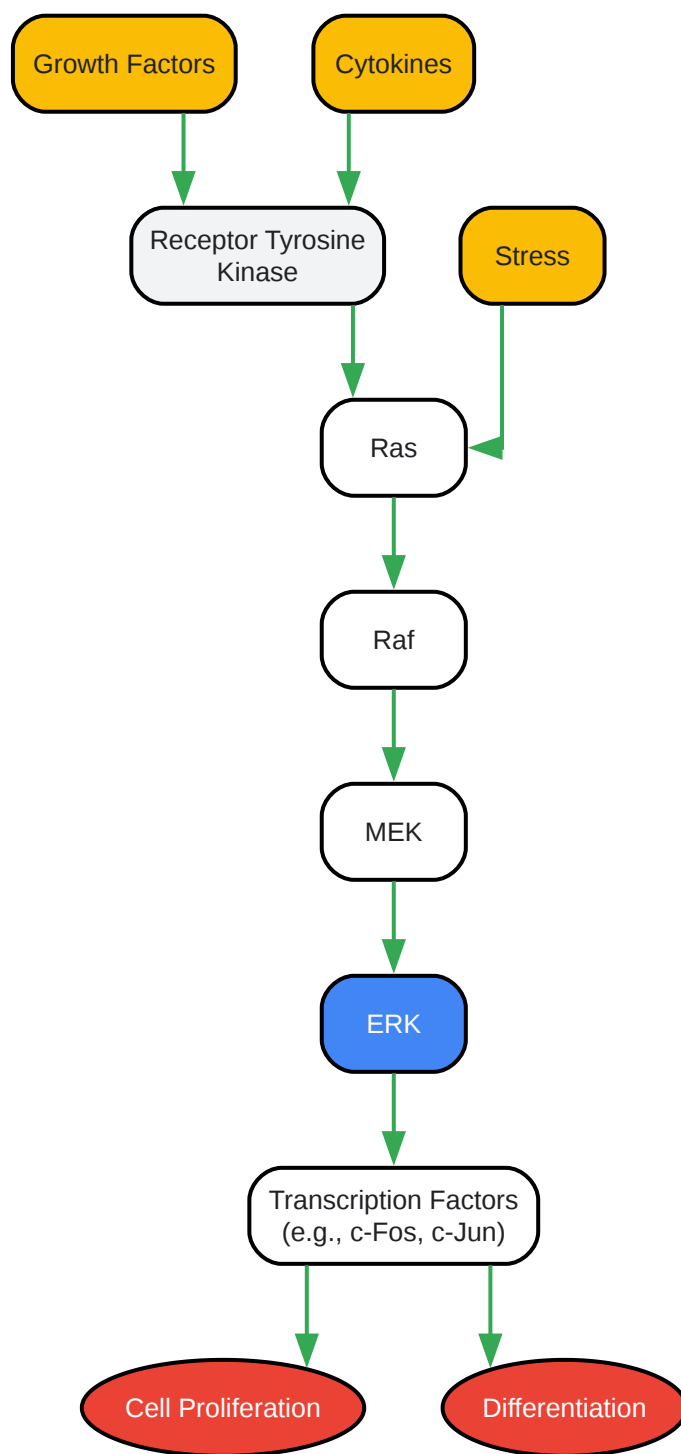 Growth Factors
Cytokines
Receptor Tyrosine
Kinase
Stress
Ras
Raf
MEK
ERK
Transcription Factors
(e.g., c-Fos, c-Jun)
Cell Proliferation
Differentiation